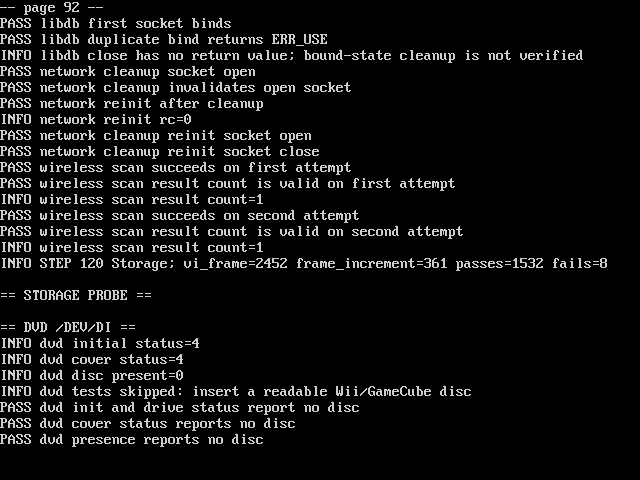 -- page 92 --
PASS libdb first socket binds
PASS libdb duplicate bind returns ERR_USE
INFO libdb close has no return value; bound-state cleanup is not verified
PASS network cleanup socket open
PASS network cleanup invalidates open socket
PASS network reinit after cleanup
INFO network reinit rc=0
PASS network cleanup reinit socket open
PASS network cleanup reinit socket close
PASS wireless scan succeeds on first attempt
PASS wireless scan result count is valid on first attempt
INFO wireless scan result count=1
PASS wireless scan succeeds on second attempt
PASS wireless scan result count is valid on second attempt
INFO wireless scan result count=1
INFO STEP 120 Storage; vi_frame=2452 frame_increment=361 passes=1532 fails=8
== STORAGE PROBE ==
== DVD /DEV/DI ==
INFO dvd initial status=4
INFO dvd cover status=4
INFO dvd disc present=0
INFO dvd tests skipped: insert a readable Wii/GameCube disc
PASS dvd init and drive status report no disc
PASS dvd cover status reports no disc
PASS dvd presence reports no disc